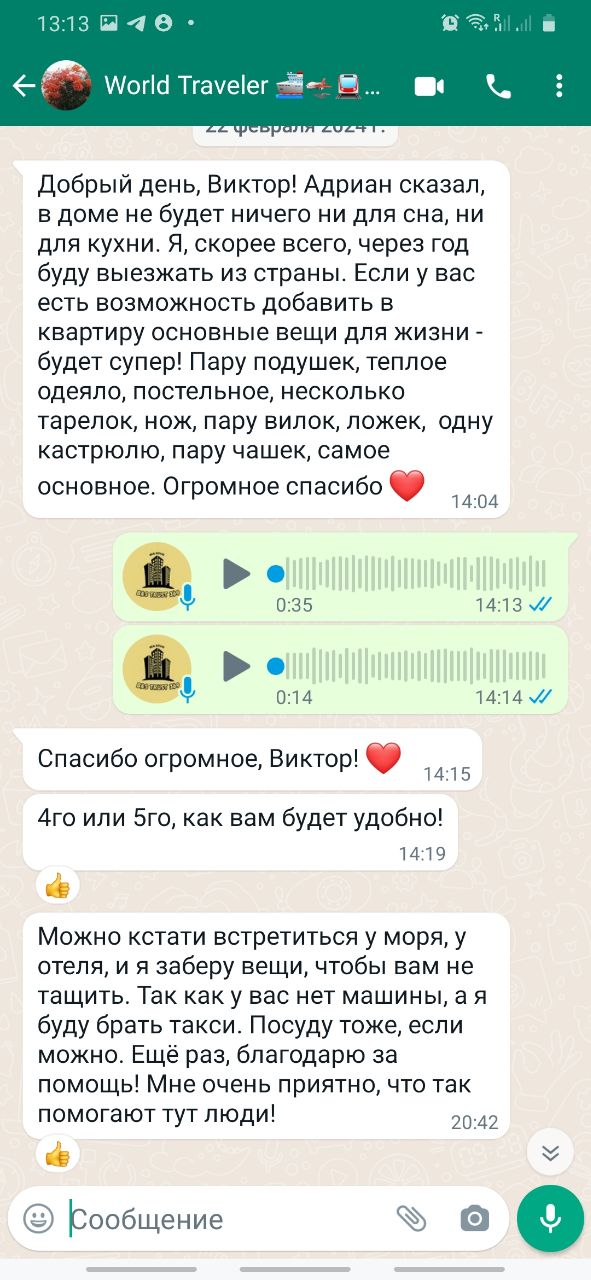 13:13
World Traveler 🚢🛫🚊...
22 февраля 2024 г.
Добрый день, Виктор! Адриан сказал,
в доме не будет ничего ни для сна, ни
для кухни. Я, скорее всего, через год
буду выезжать из страны. Если у вас
есть возможность добавить в
квартиру основные вещи для жизни -
будет супер! Пару подушек, теплое
одеяло, постельное, несколько
тарелок, нож, пару вилок, ложек, одну
кастрюлю, пару чашек, самое
основное. Огромное спасибо ❤️
14:04
0:35
14:13
0:14
14:14
Спасибо огромное, Виктор! ❤️
14:15
4го или 5го, как вам будет удобно!
14:19
👍
Можно кстати встретиться у моря, у
отеля, и я заберу вещи, чтобы вам не
тащить. Так как у вас нет машины, а я
буду брать такси. Посуду тоже, если
можно. Ещё раз, благодарю за
помощь! Мне очень приятно, что так
помогают тут люди!
20:42
👍
Сообщение